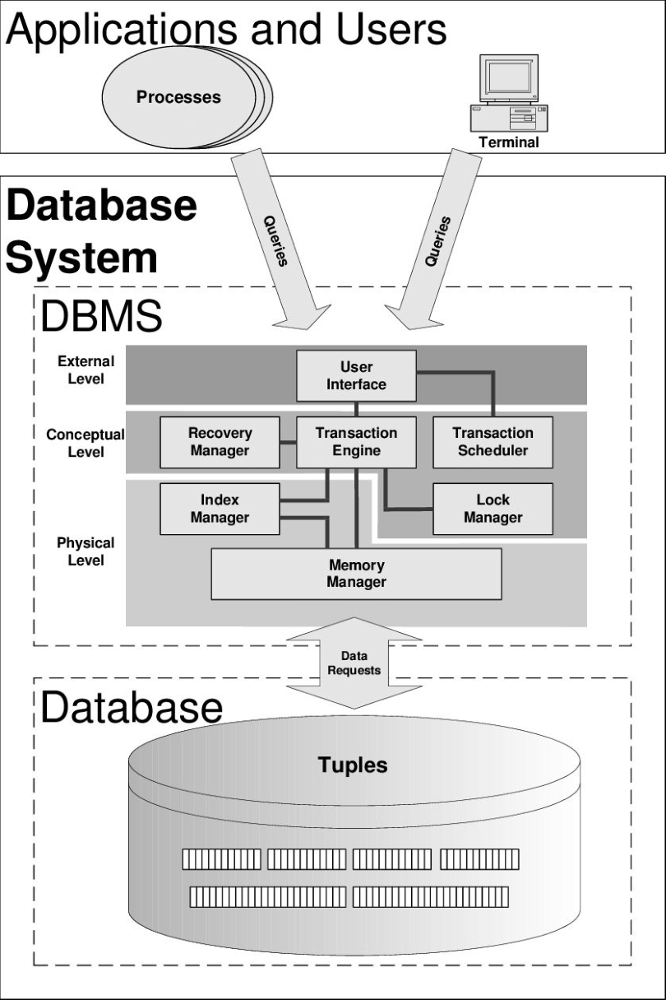 Applications and Users
Processes
Terminal
Queries
Queries
Database
System
DBMS
External
Level
User
Interface
Conceptual
Level
Recovery
Manager
Transaction
Engine
Transaction
Scheduler
Index
Manager
Lock
Manager
Physical
Level
Memory
Manager
Data
Requests
Database
Tuples